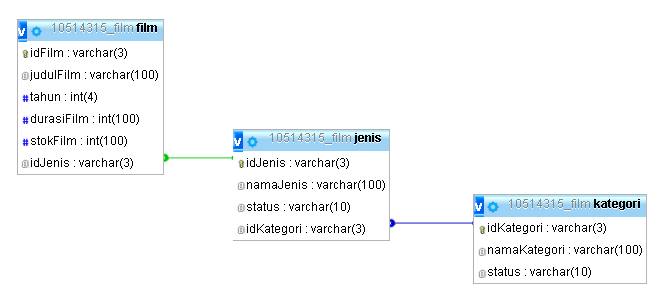 v 10514315_film film
idFilm : varchar(3)
judulFilm : varchar(100)
# tahun : int(4)
# durasiFilm : int(100)
# stokFilm : int(100)
idJenis : varchar(3)
v 10514315_film jenis
idJenis : varchar(3)
namaJenis : varchar(100)
status : varchar(10)
idKategori : varchar(3)
v 10514315_film kategori
idKategori : varchar(3)
namaKategori : varchar(100)
status : varchar(10)